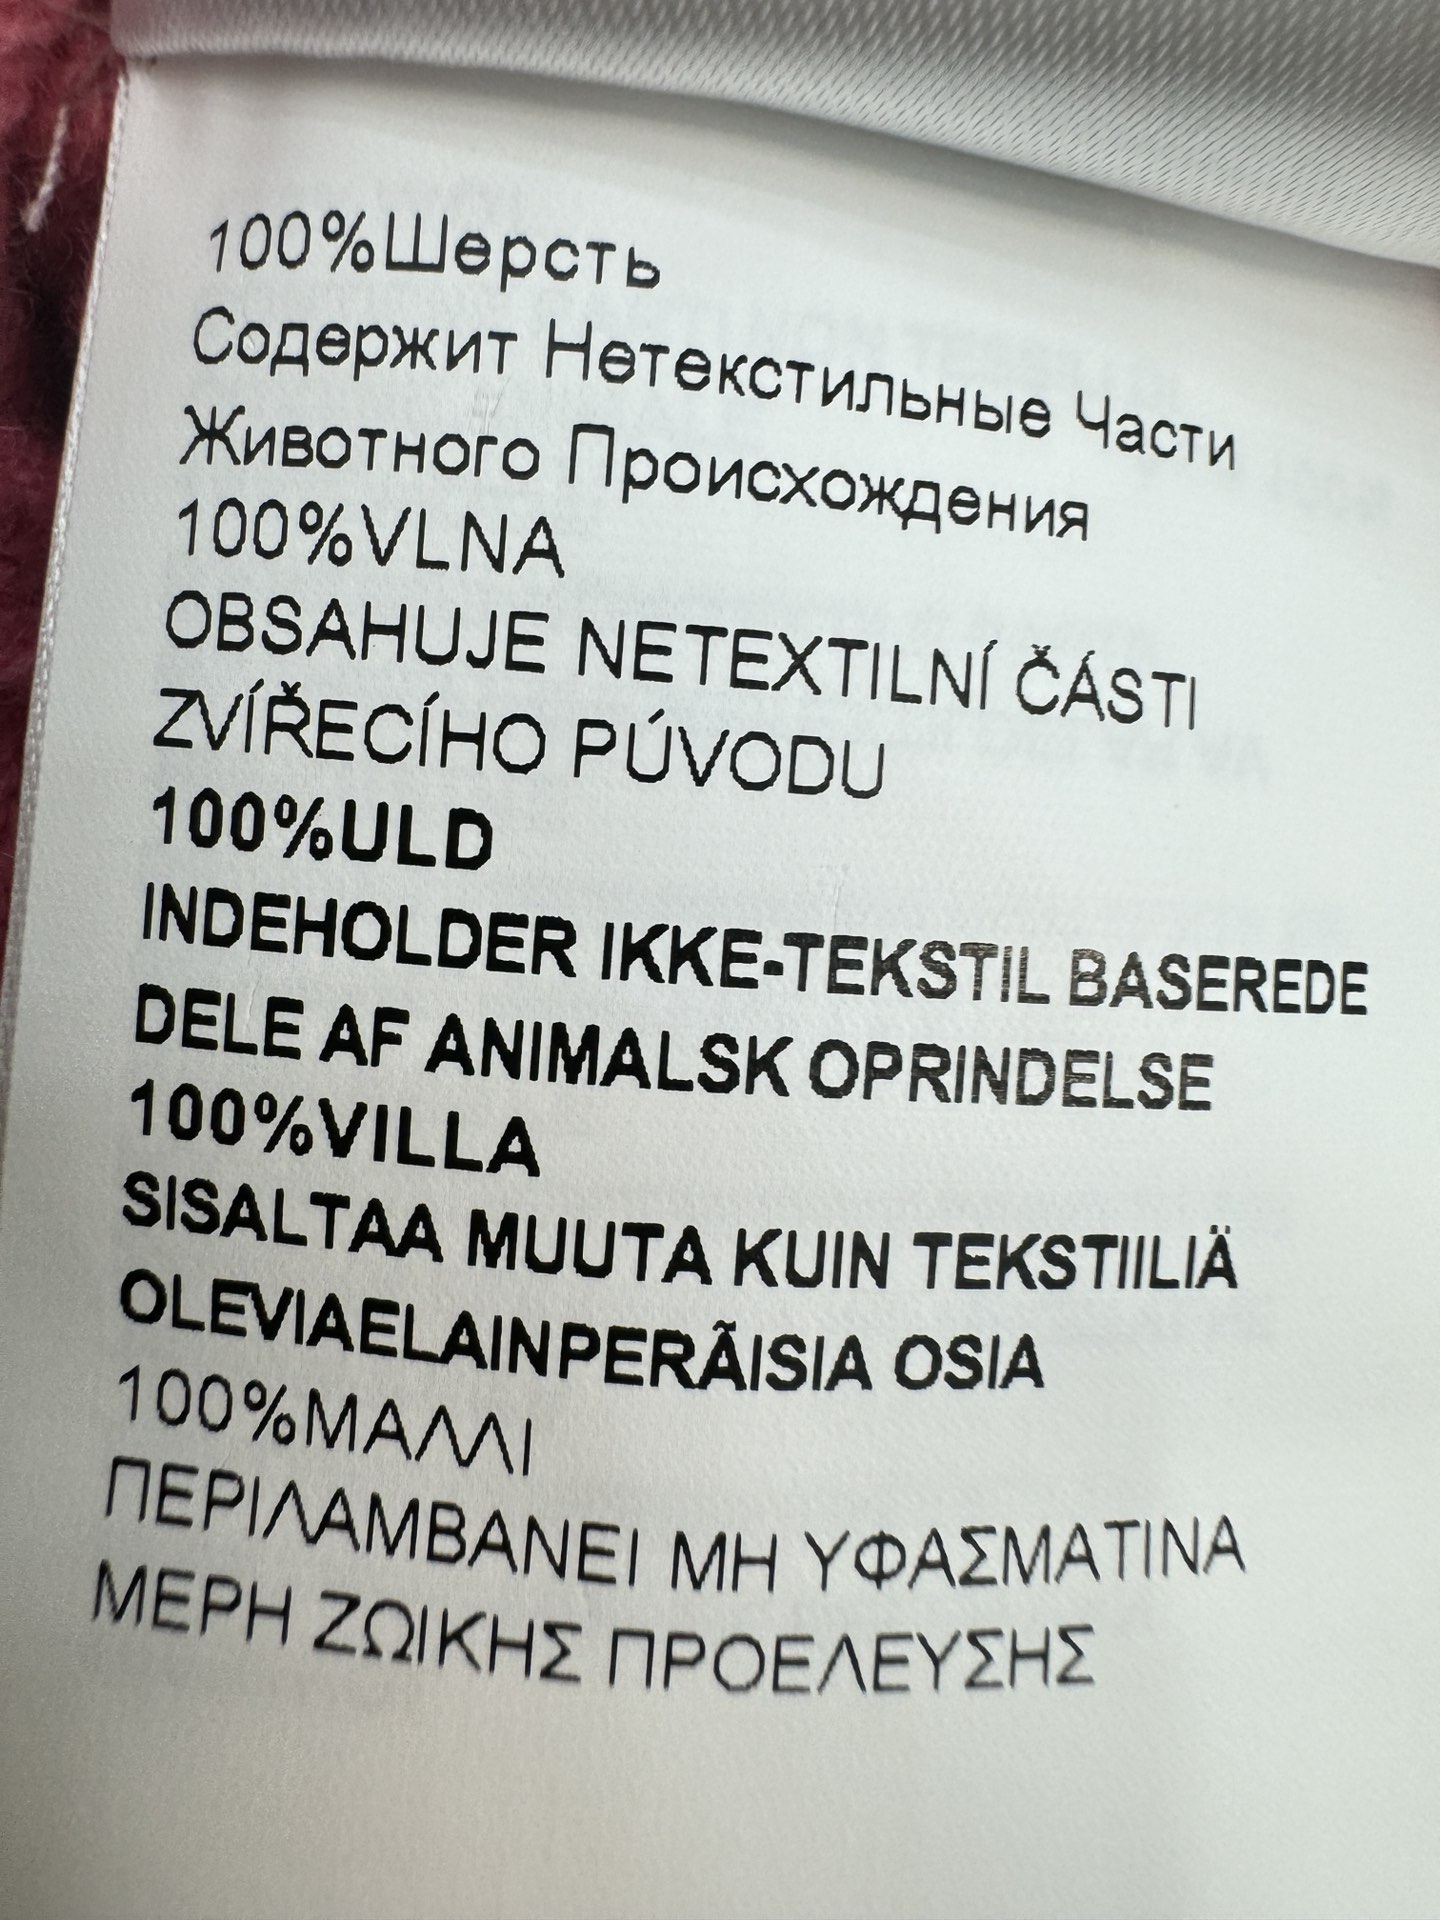 100%Шерсть
Содержит Нетекстильные Части
Животного Происхождения
100%VLNA
OBSAHUJE NETEXTILNÍ ČÁSTI
ZVÍŘECÍHO PÚVODU
100%ULD
INDEHOLDER IKKE-TEKSTIL BASEREDE
DELE AF ANIMALSK OPRINDELSE
100%VILLA
SISALTAA MUUTA KUIN TEKSTIILIÄ
OLEVIAELAINPERÃISIA OSIA
100%ΜΑΛΛΙ
ΠΕΡΙΛΑΜΒΑΝΕΙ ΜΗ ΥΦΑΣΜΑΤΙΝΑ
ΜΕΡΗ ΖΩΙΚΗΣ ΠΡΟΕΛΕΥΣΗΣ